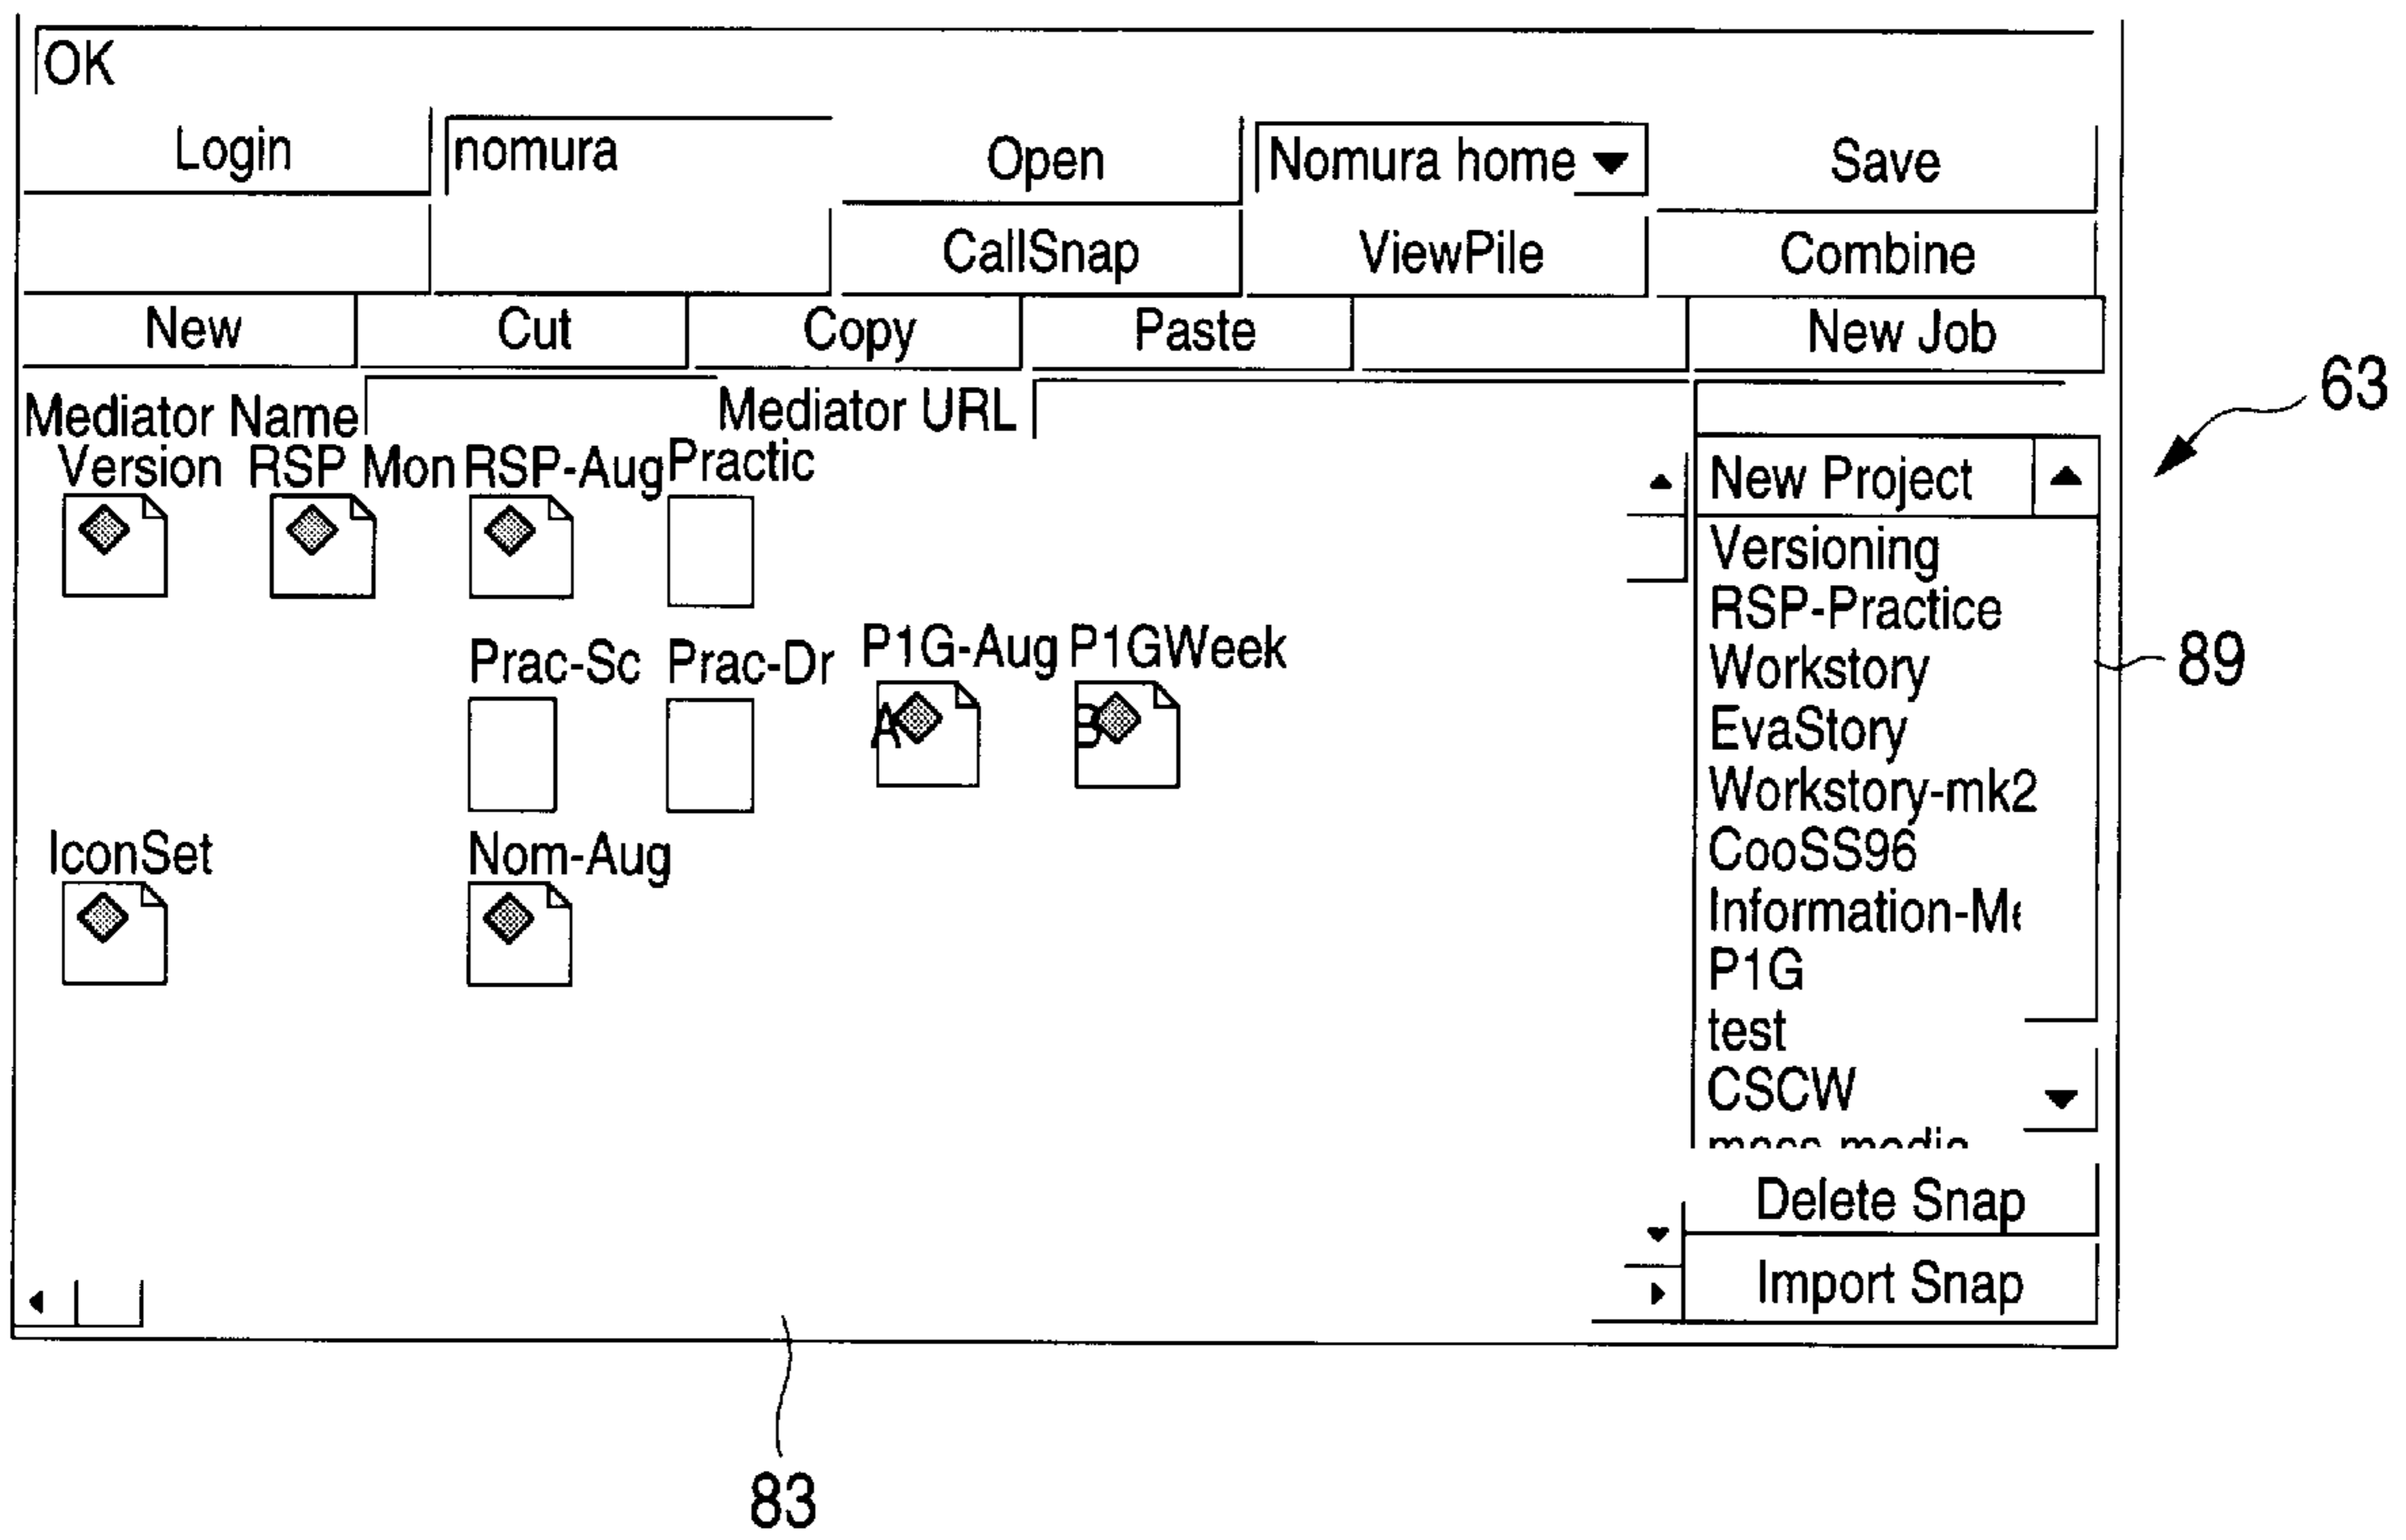 OK
Login nomura Open Nomura home Save
CallSnap ViewPile Combine
New Cut Copy Paste New Job
Mediator Name Mediator URL
63
Version RSP Mon RSP-Aug Practic
New Project
Versioning
RSP-Practice
Prac-Sc Prac-Dr P1G-Aug P1GWeek
Workstory
89
A B
EvaStory
Workstory-mk2
IconSet Nom-Aug
CooSS96
Information-Me
P1G
test
CSCW
Delete Snap
Import Snap
83